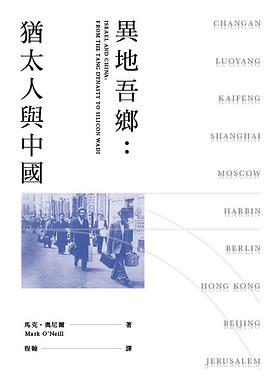 異地吾鄉：
猶太人與中國
ISRAEL AND CHINA:
FROM THE TANG DYNASTY TO SILICON WADI
CHANGAN
LUOYANG
KAIFENG
SHANGHAI
MOSCOW
HARBIN
BERLIN
HONG KONG
BEIJING
JERUSALEM
馬克・奧尼爾 著
Mark O'Neill
程翰 譯